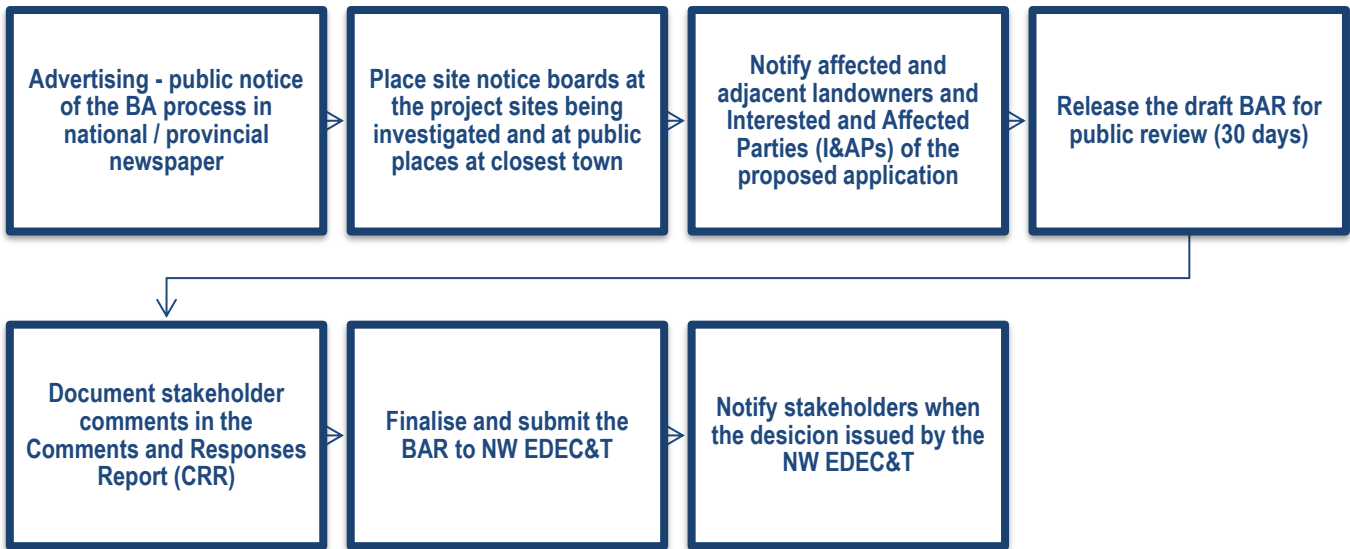 Advertising - public notice
of the BA process in
national / provincial
newspaper
Place site notice boards at
the project sites being
investigated and at public
places at closest town
Notify affected and
adjacent landowners and
Interested and Affected
Parties (I&APs) of the
proposed application
Release the draft BAR for
public review (30 days)
Document stakeholder
comments in the
Comments and Responses
Report (CRR)
Finalise and submit the
BAR to NW EDEC&T
Notify stakeholders when
the desicion issued by the
NW EDEC&T